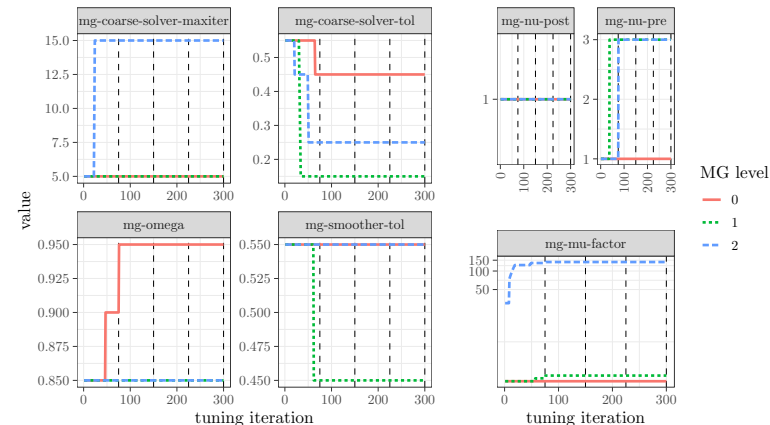 mg-coarse-solver-maxiter
mg-coarse-solver-tol
mg-nu-post
mg-nu-pre
15.0
12.5
10.0
7.5
5.0
0 100 200 300
0.5
0.4
0.3
0.2
0 100 200 300
1
0 100 200 300
3
2
1
0 100 200 300
value
mg-omega
mg-smoother-tol
mg-mu-factor
0.950
0.925
0.900
0.875
0.850
0 100 200 300
0.550
0.525
0.500
0.475
0.450
0 100 200 300
150
100
50
0 100 200 300
tuning iteration
tuning iteration
MG level
0
1
2